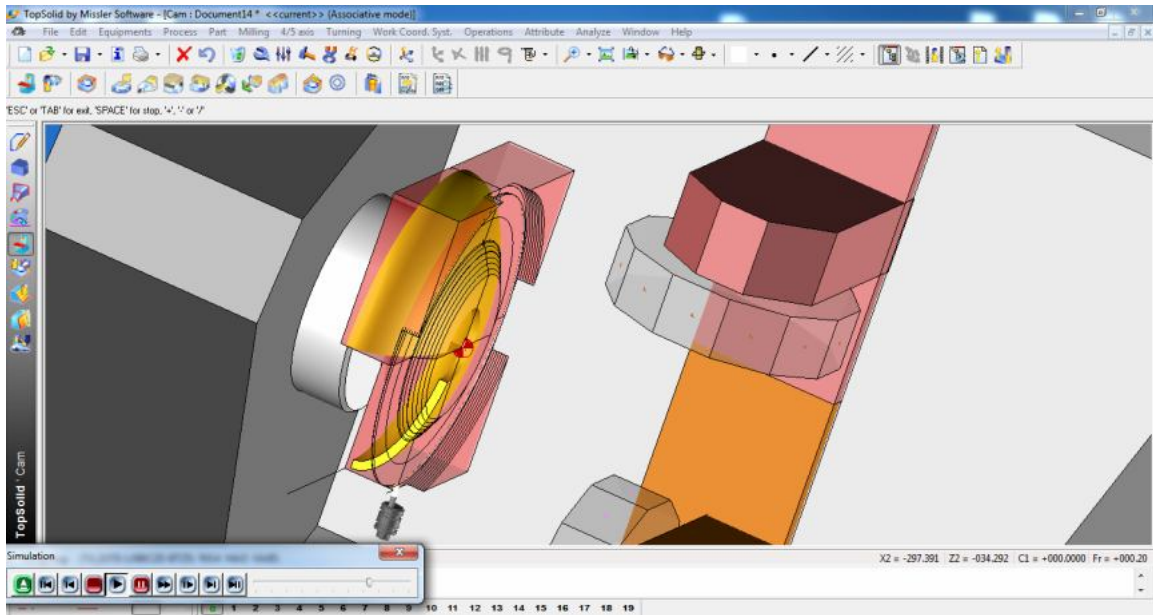 TopSolid by Missler Software - [Cam : Document14 * <<current>> (Associative mode)]
File Edit Equipments Process Part Milling 4/5 axis Turning Work Coord. Syst. Operations Attribute Analyze Window Help
'ESC' or 'TAB' for exit, 'SPACE' for stop, '+', '-' or '/'
TopSolid'Cam
Simulation
X2 = -297.391 Z2 = -034.292 C1 = +000.0000 Fr = +000.20
0 1 2 3 4 5 6 7 8 9 10 11 12 13 14 15 16 17 18 19